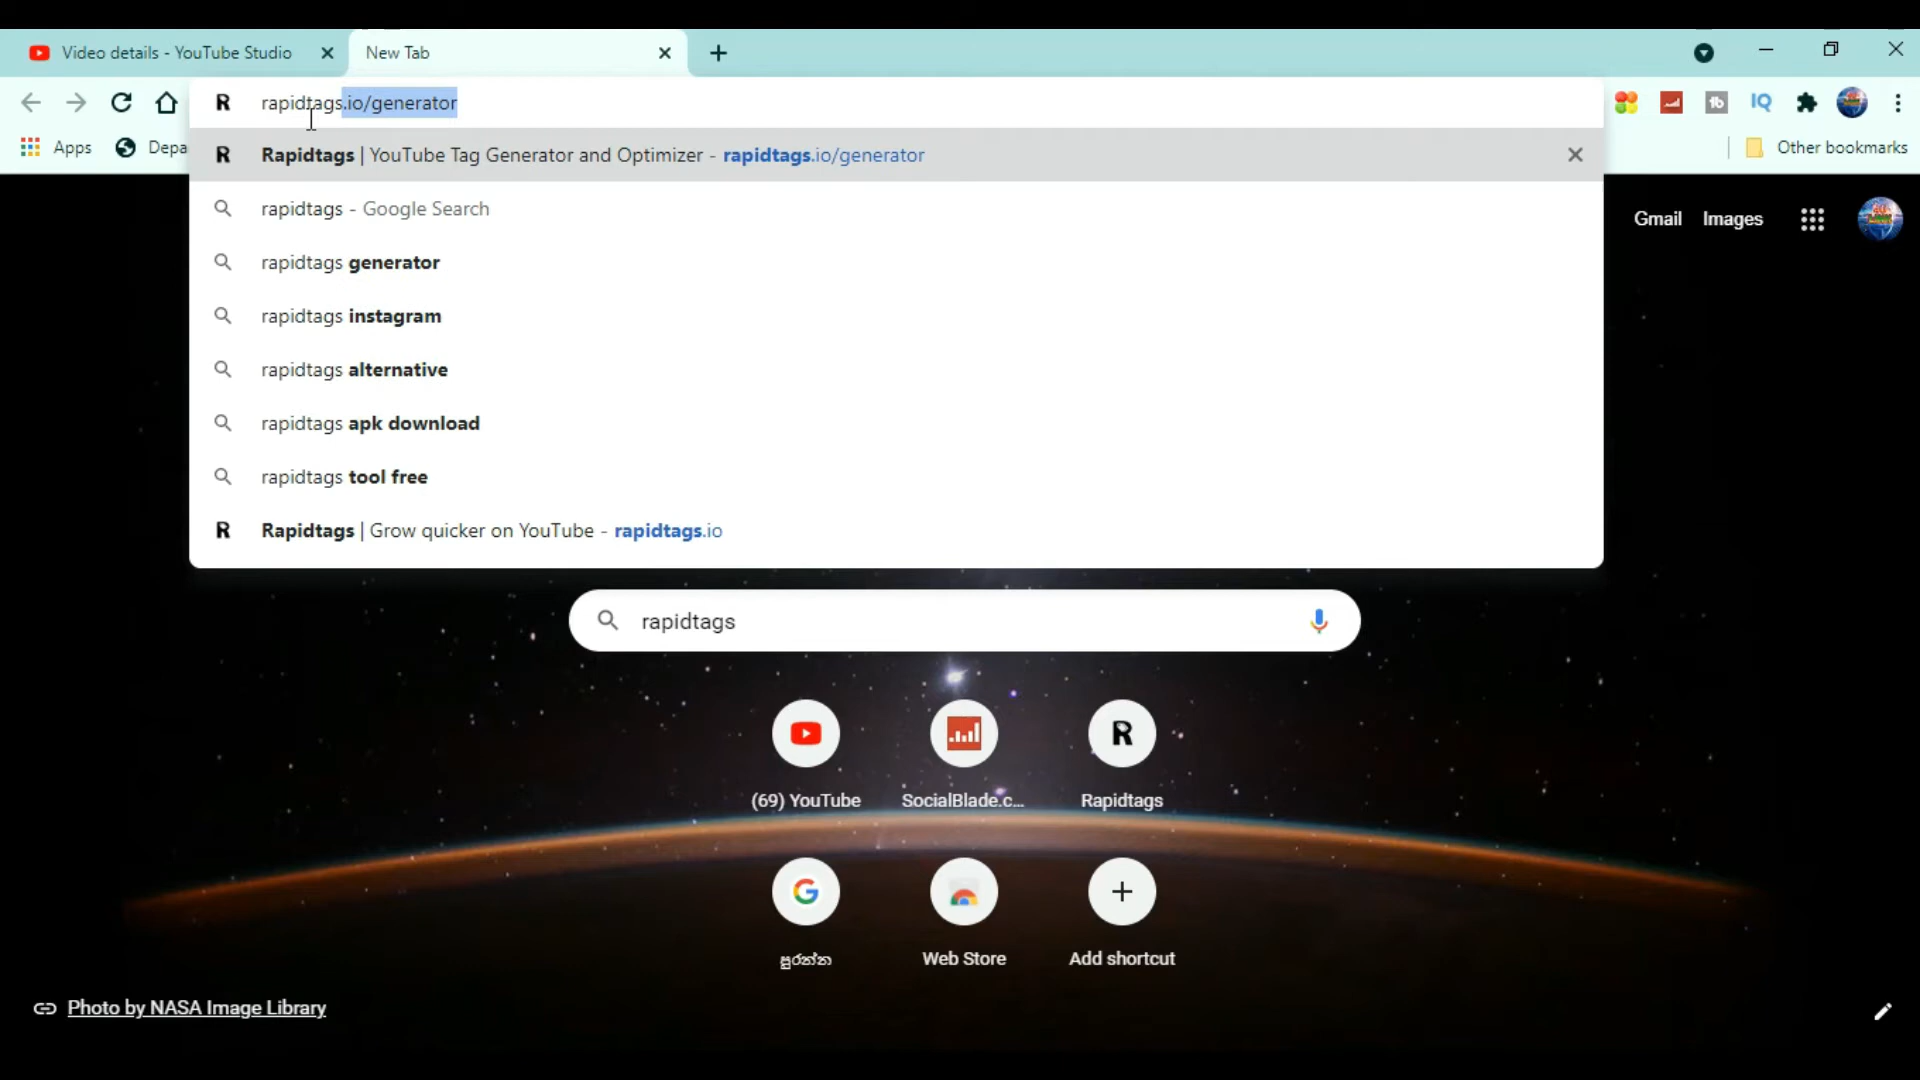 Video details - YouTube Studio
New Tab
rapidtags.io/generator
Apps
Depa
Other bookmarks
Rapidtags | YouTube Tag Generator and Optimizer - rapidtags.io/generator
rapidtags - Google Search
rapidtags generator
rapidtags instagram
rapidtags alternative
rapidtags apk download
rapidtags tool free
Rapidtags | Grow quicker on YouTube - rapidtags.io
Gmail
Images
rapidtags
(69) YouTube
SocialBlade.c...
Rapidtags
පුරන්න
Web Store
Add shortcut
Photo by NASA Image Library